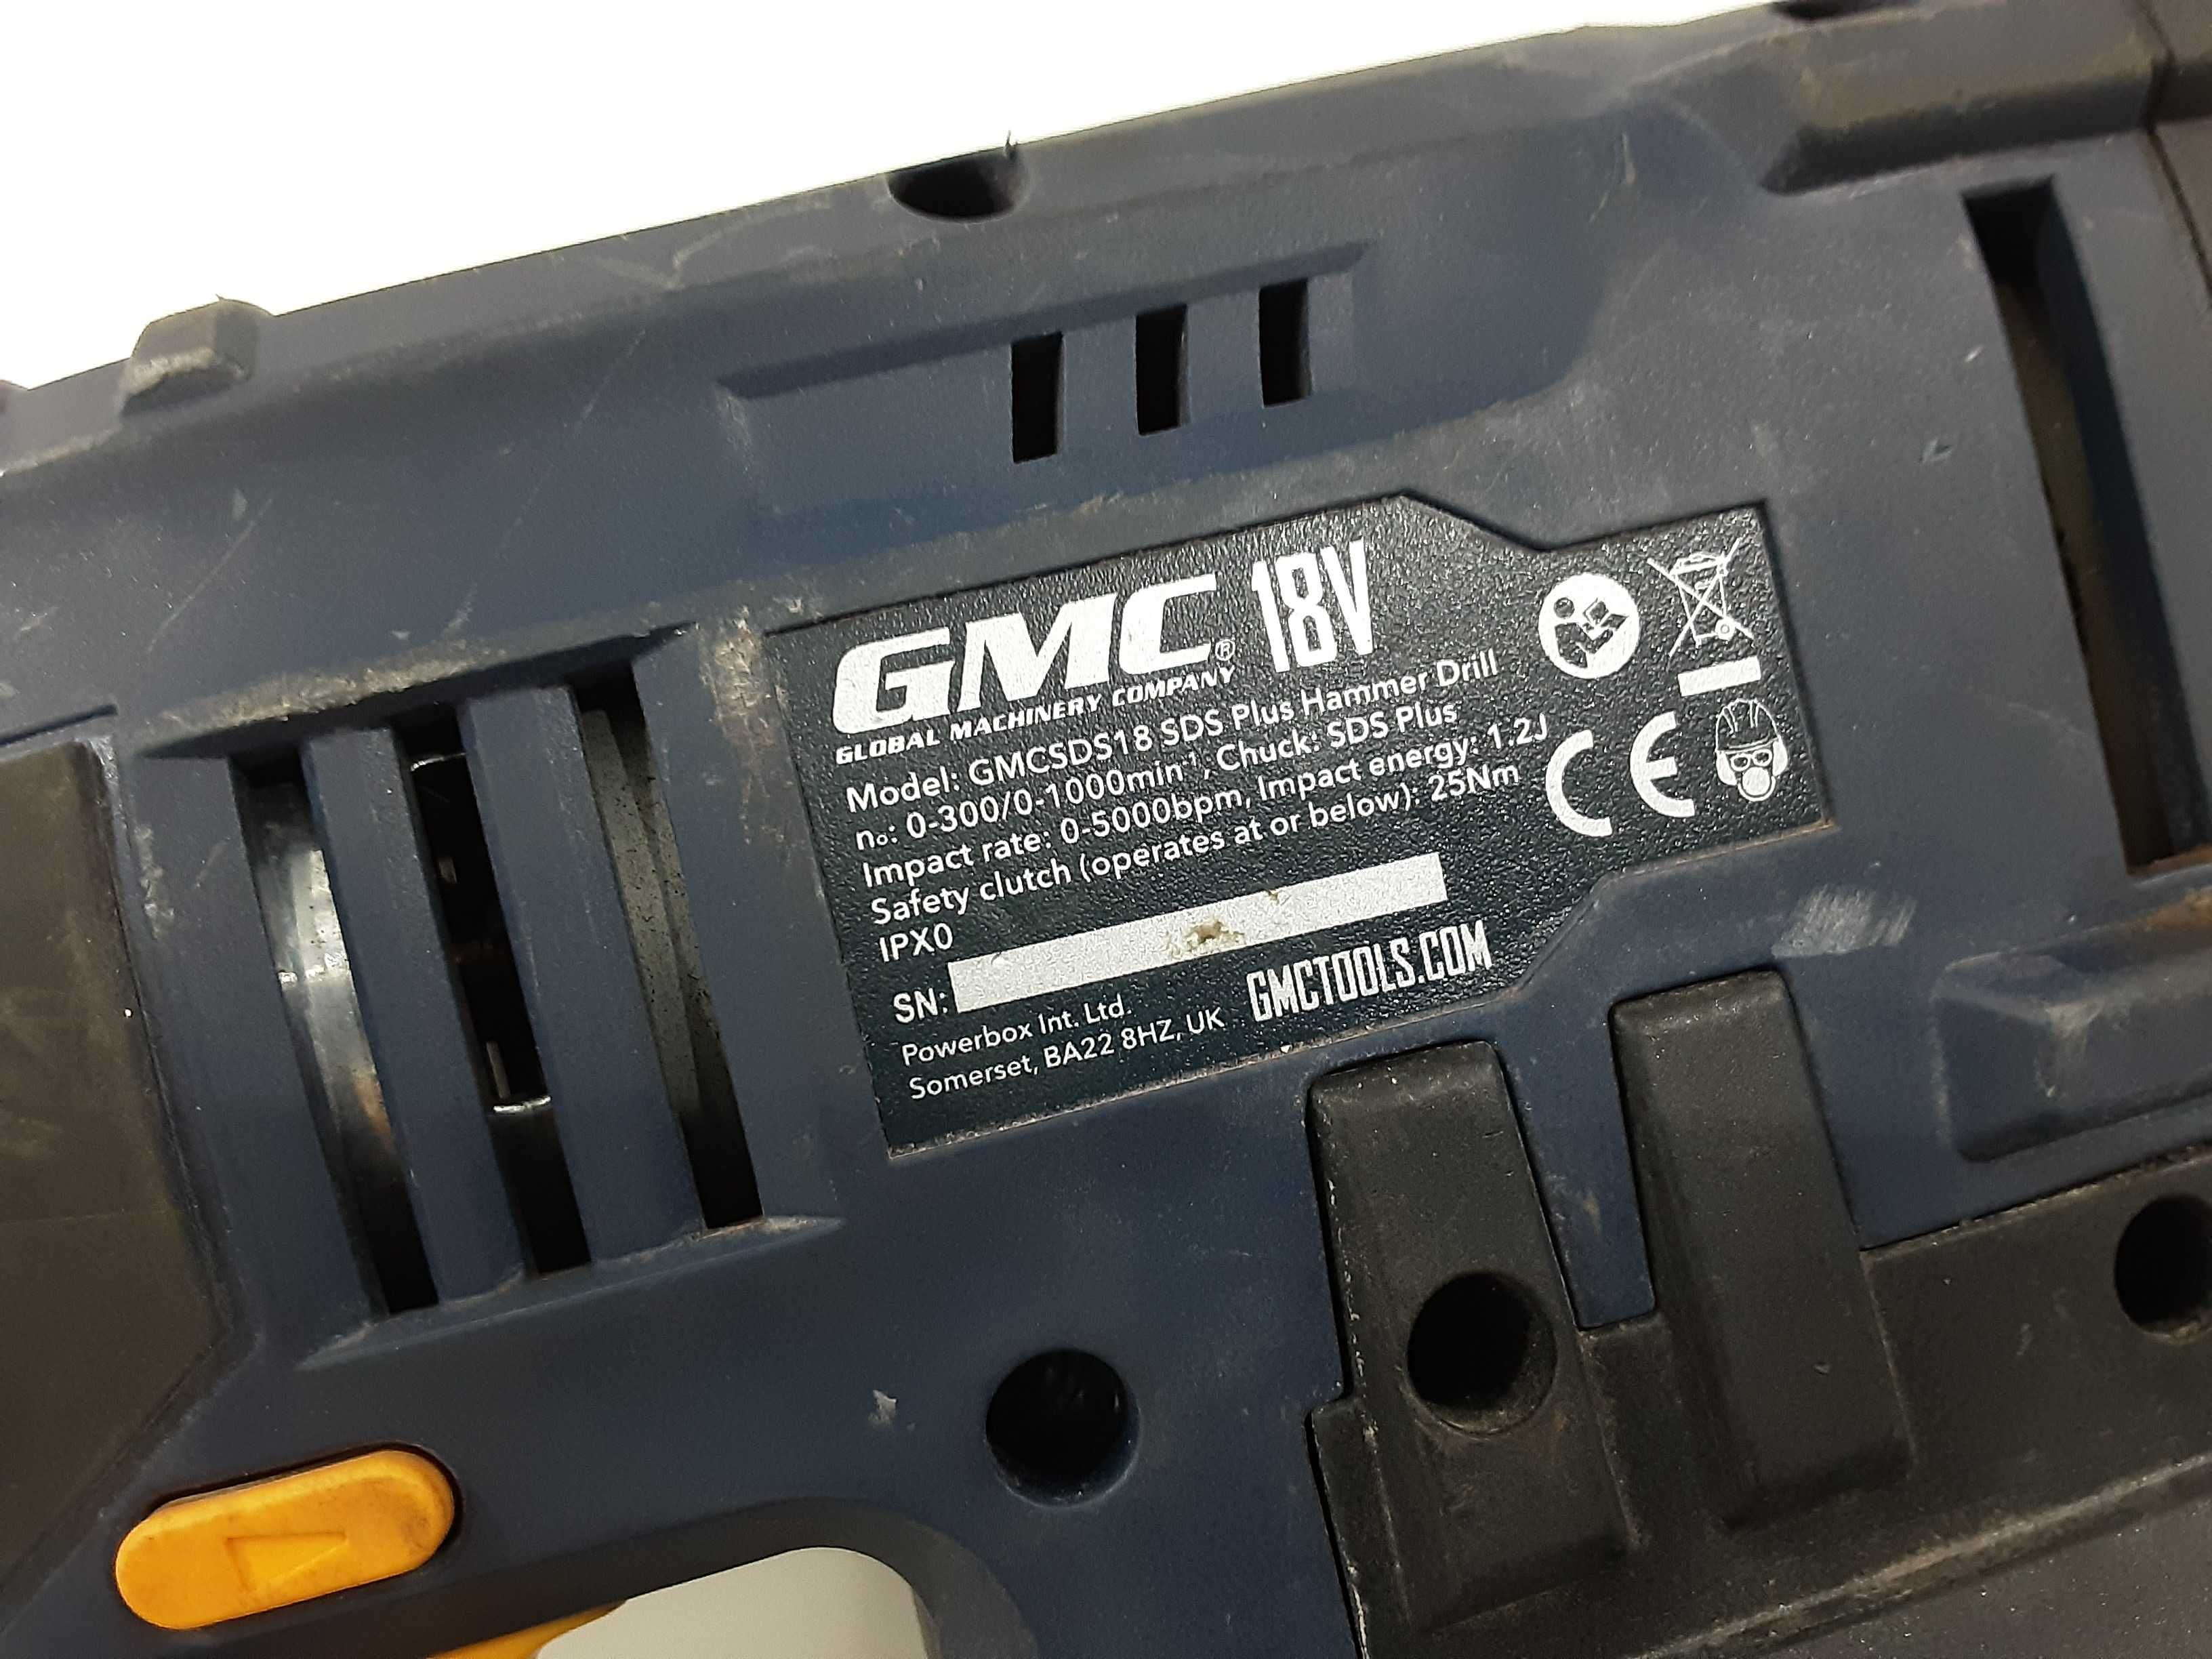 GMC® 18V
GLOBAL MACHINERY COMPANY
Model: GMCSDS18 SDS Plus Hammer Drill
n₀: 0-300/0-1000min⁻¹, Chuck: SDS Plus
Impact rate: 0-5000bpm, Impact energy: 1.2J
Safety clutch (operates at or below): 25Nm
IPX0
CE
SN:
Powerbox Int. Ltd.
Somerset, BA22 8HZ, UK
GMCTOOLS.COM